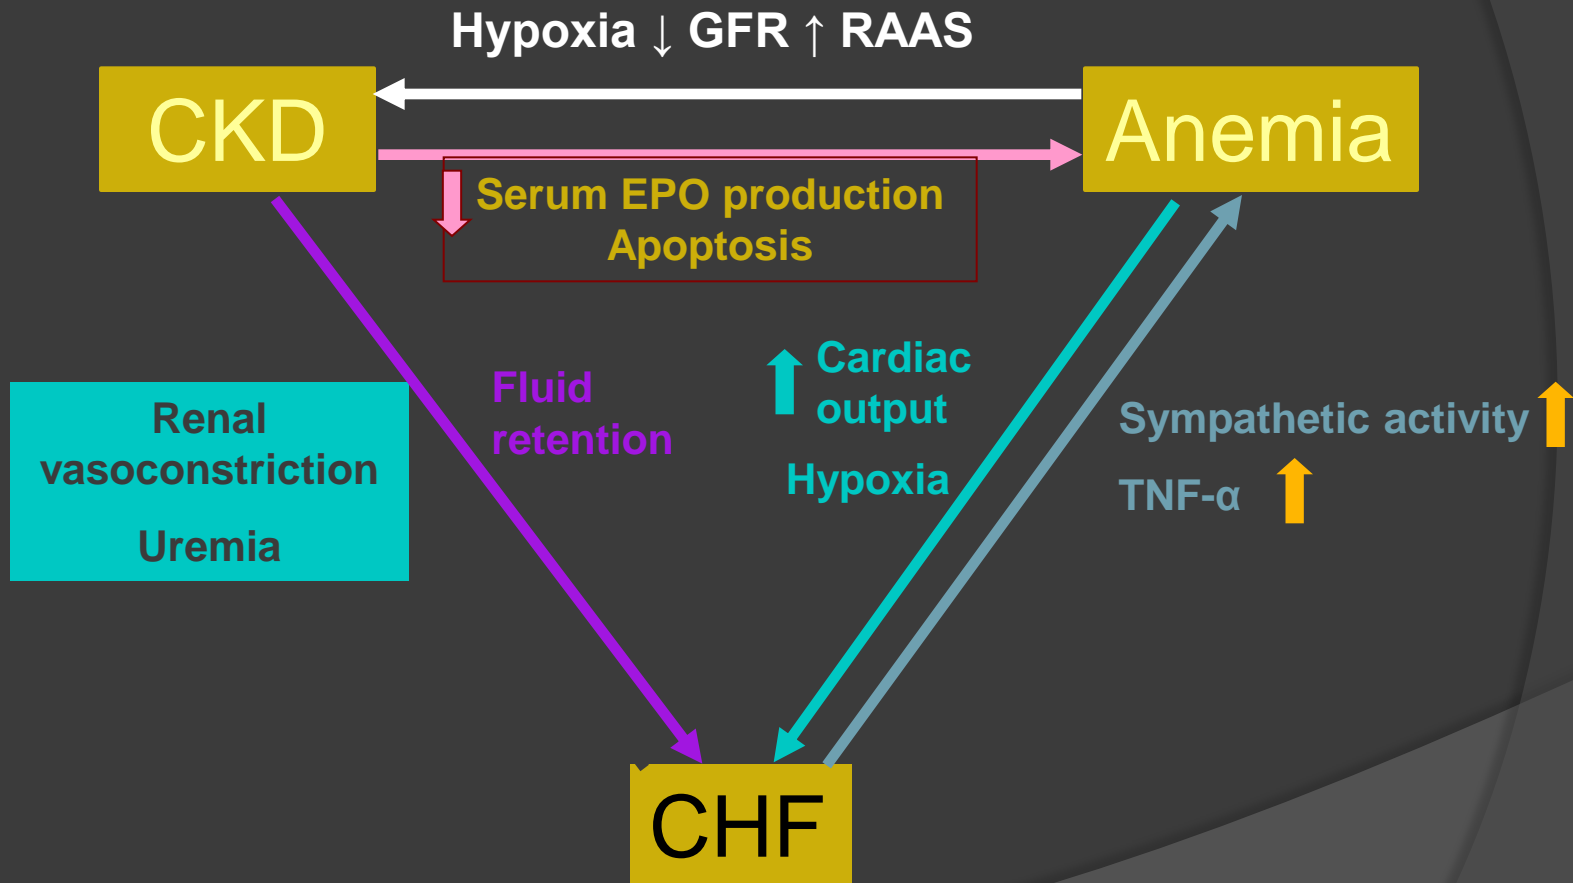 Hypoxia ↓ GFR ↑ RAAS
CKD
Anemia
Serum EPO production
Apoptosis
Fluid
retention
Cardiac
output
Hypoxia
Renal
vasoconstriction
Uremia
Sympathetic activity
TNF-α
CHF